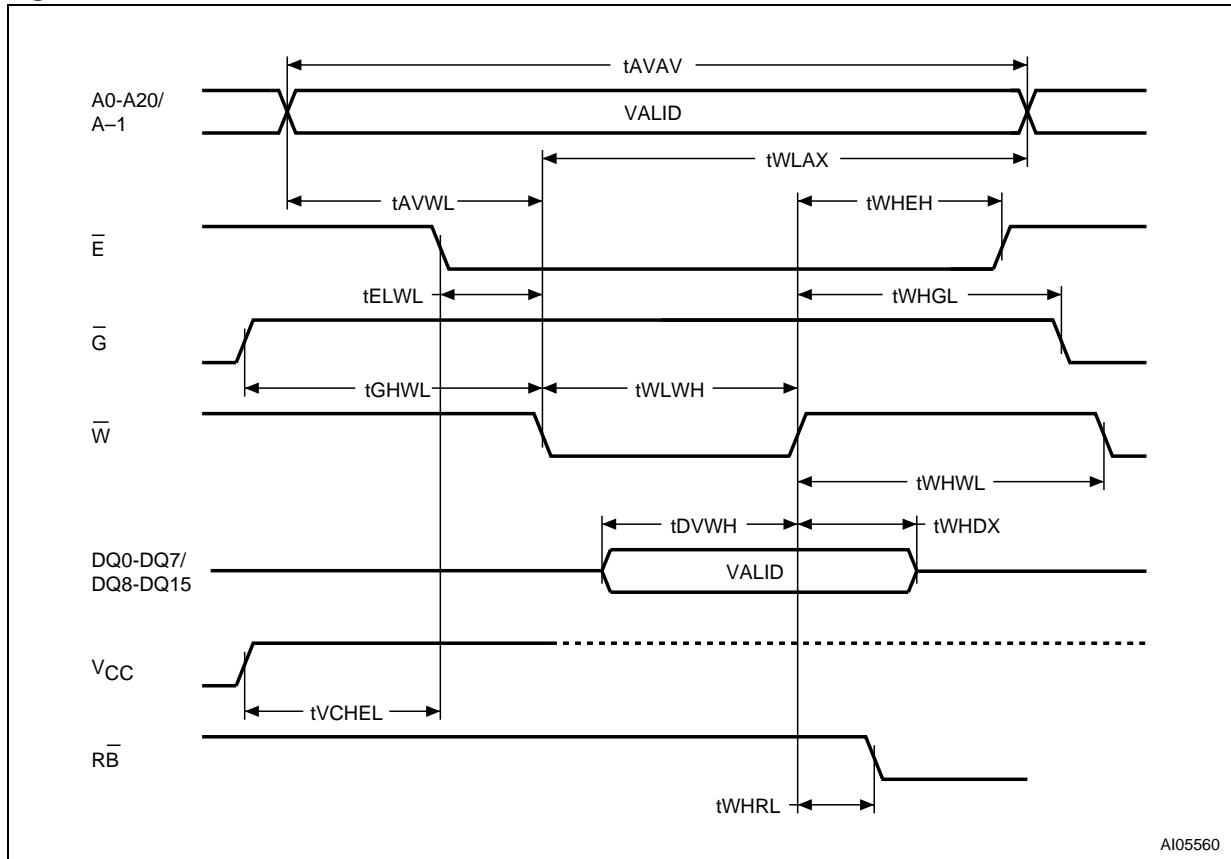 tAVAV
A0-A20/
A–1
VALID
tWLAX
tAVWL
tWHEH
E̅
tELWL
tWHGL
G̅
tGHWL
tWLWH
W̅
tWHWL
tDVWH
tWHDX
DQ0-DQ7/
DQ8-DQ15
VALID
VCC
tVCHEL
RB̅
tWHRL
AI05560